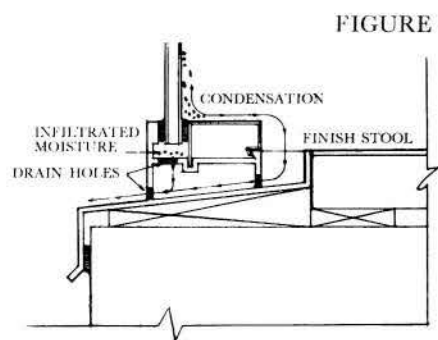 FIGURE
CONDENSATION
INFILTRATED
MOISTURE
FINISH STOOL
DRAIN HOLES